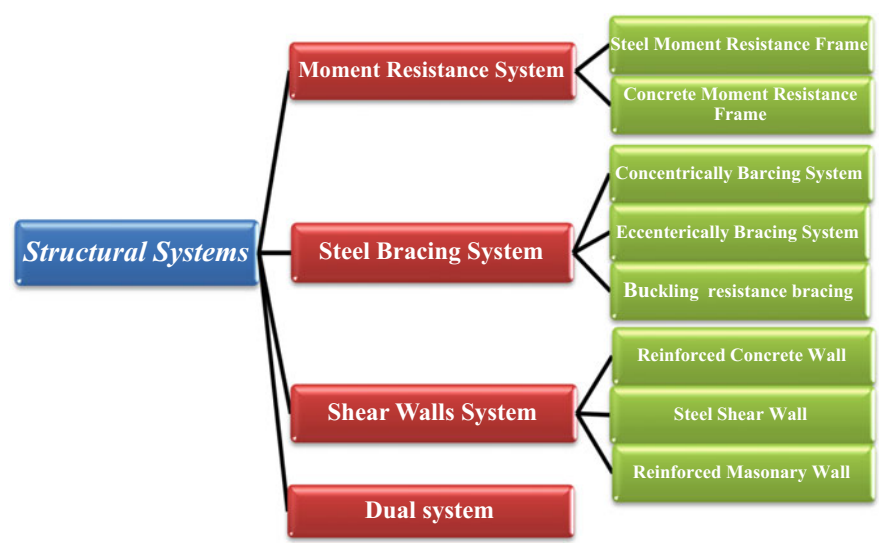 Structural Systems
Moment Resistance System
Steel Moment Resistance Frame
Concrete Moment Resistance
Frame
Steel Bracing System
Concentrically Barcing System
Eccenterically Bracing System
Buckling resistance bracing
Shear Walls System
Reinforced Concrete Wall
Steel Shear Wall
Reinforced Masonary Wall
Dual system